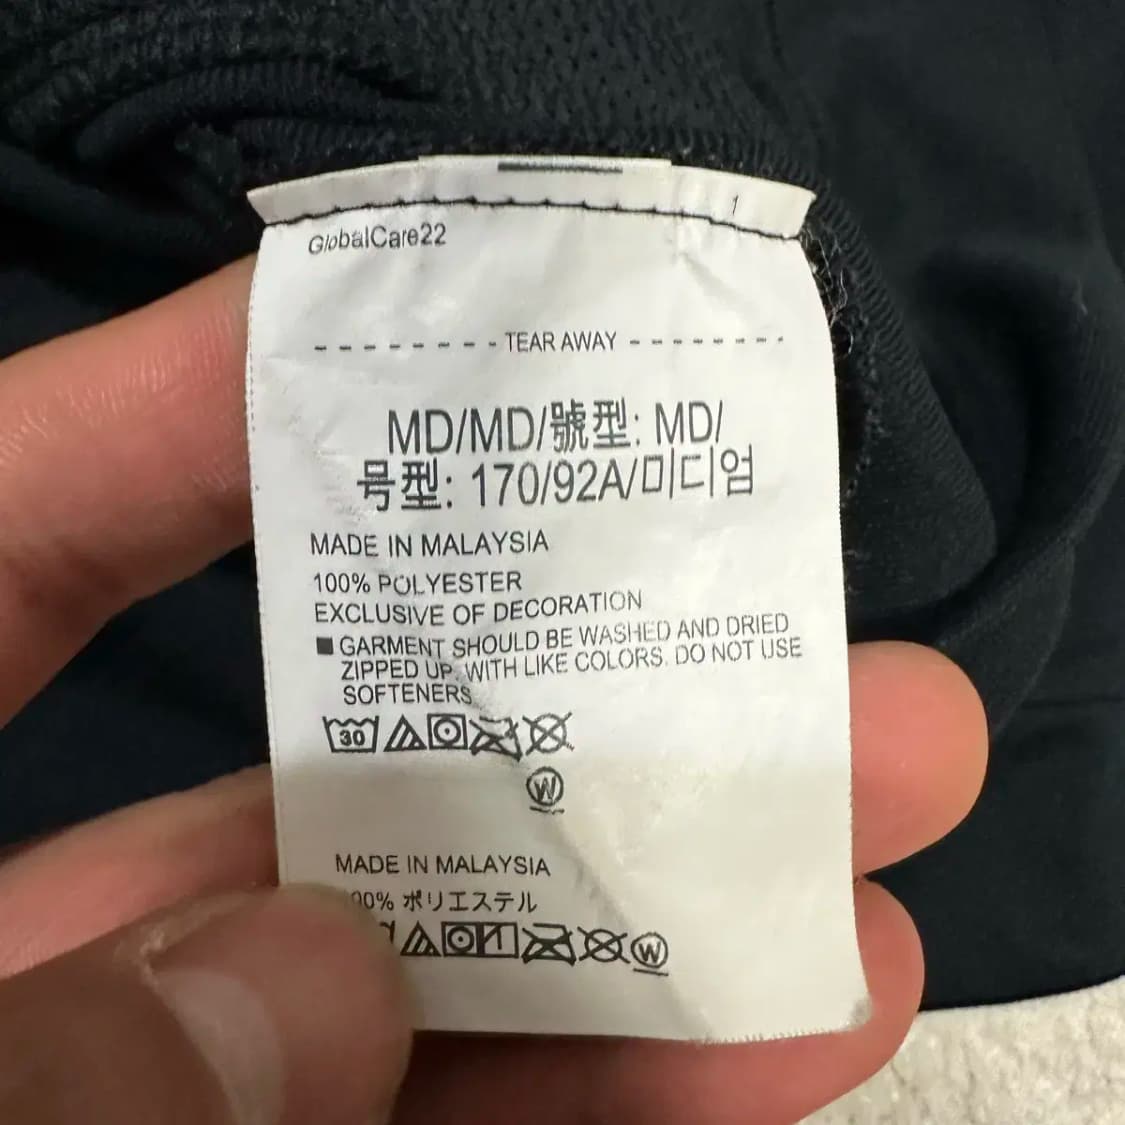 1
GlobalCare22
- - - - - - - - TEAR AWAY - - - - - - - -
MD/MD/號型: MD/
号型: 170/92A/미디엄
MADE IN MALAYSIA
100% POLYESTER
EXCLUSIVE OF DECORATION
■ GARMENT SHOULD BE WASHED AND DRIED
ZIPPED UP, WITH LIKE COLORS. DO NOT USE
SOFTENERS
30
W
MADE IN MALAYSIA
00% ポリエステル
W